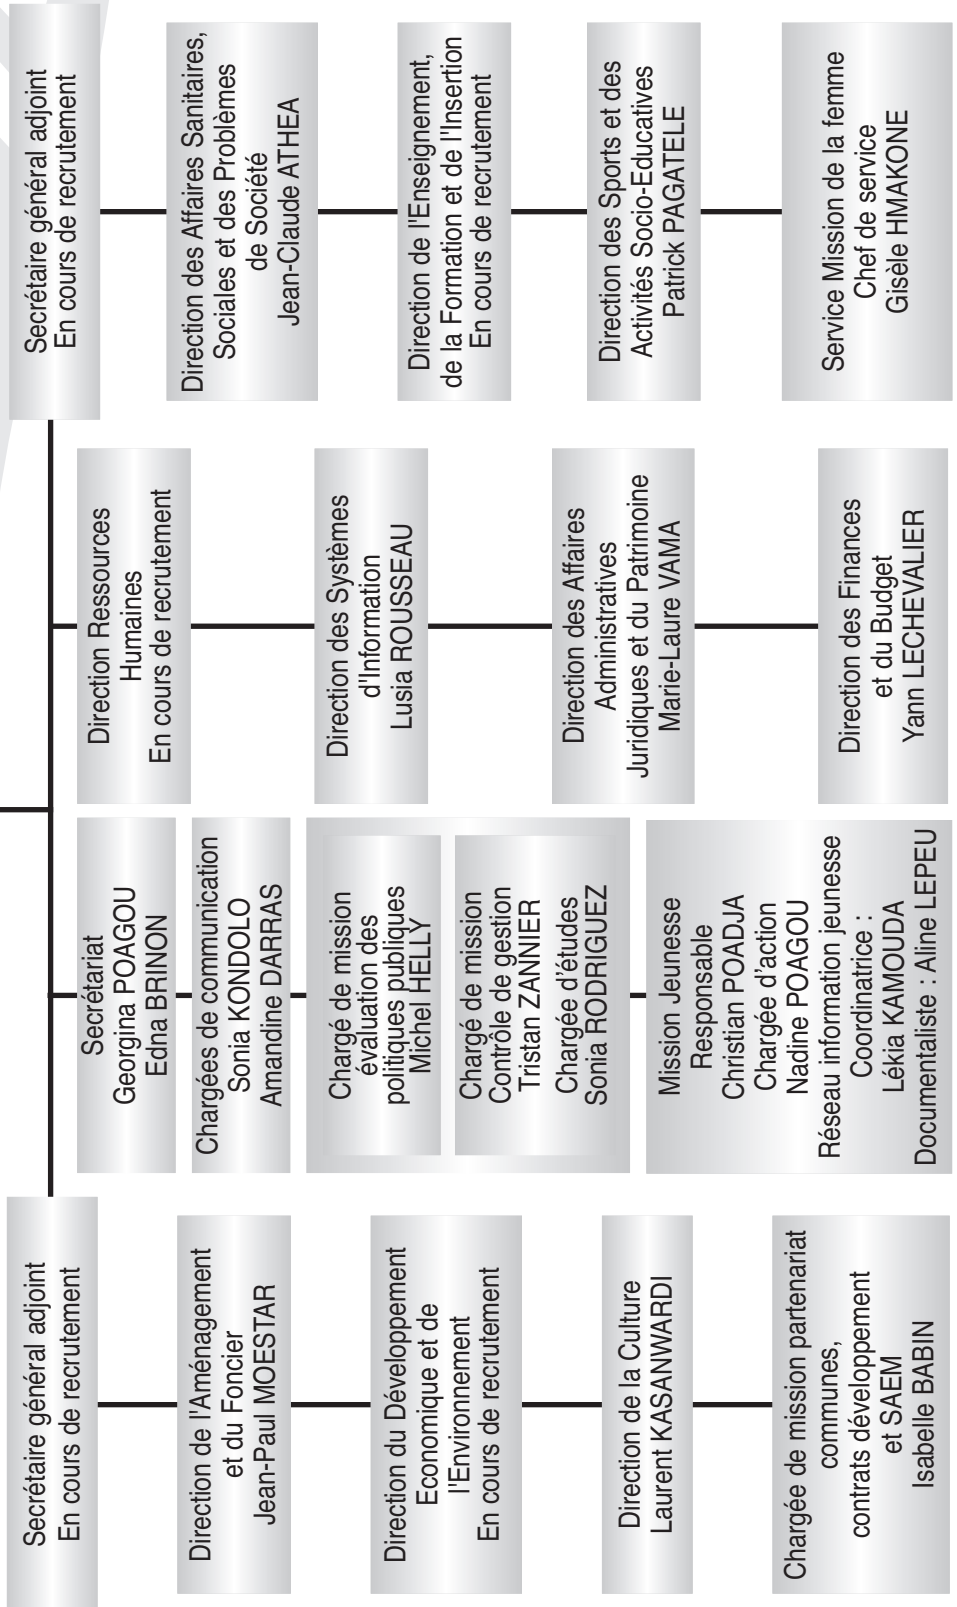 Secrétaire général adjoint
En cours de recrutement
Direction de l'Aménagement
et du Foncier
Jean-Paul MOESTAR
Direction du Développement
Economique et de
l'Environnement
En cours de recrutement
Direction de la Culture
Laurent KASANWARDI
Chargée de mission partenariat
communes,
contrats développement
et SAEM
Isabelle BABIN
Secrétariat
Georgina POAGOU
Edna BRINON
Chargées de communication
Sonia KONDOLO
Amandine DARRAS
Chargé de mission
évaluation des
politiques publiques
Michel HELLY
Chargé de mission
Contrôle de gestion
Tristan ZANNIER
Chargée d’études
Sonia RODRIGUEZ
Mission Jeunesse
Responsable
Christian POADJA
Chargée d’action
Nadine POAGOU
Réseau information jeunesse
Coordinatrice :
Lékia KAMOUDA
Documentaliste : Aline LEPEU
Direction Ressources
Humaines
En cours de recrutement
Direction des Systèmes
d'Information
Lusia ROUSSEAU
Direction des Affaires
Administratives
Juridiques et du Patrimoine
Marie-Laure VAMA
Direction des Finances
et du Budget
Yann LECHEVALIER
Secrétaire général adjoint
En cours de recrutement
Direction des Affaires Sanitaires,
Sociales et des Problèmes
de Société
Jean-Claude ATHEA
Direction de l'Enseignement,
de la Formation et de l'Insertion
En cours de recrutement
Direction des Sports et des
Activités Socio-Educatives
Patrick PAGATELE
Service Mission de la femme
Chef de service
Gisèle HMAKONE